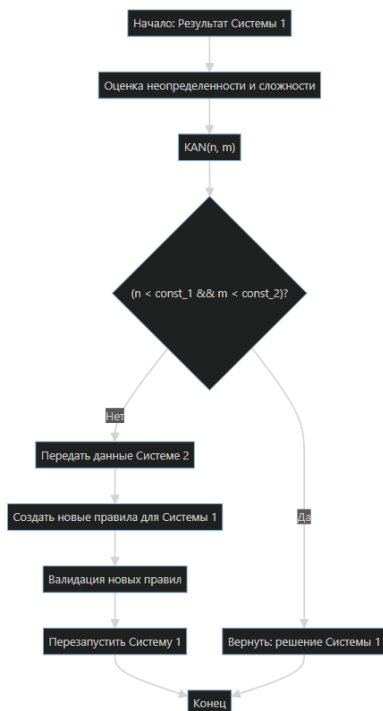 Начало: Результат Системы 1
Оценка неопределенности и сложности
KAN(n, m)
(n < const_1 && m < const_2)?
Нет
Передать данные Системе 2
Создать новые правила для Системы 1
Да
Валидация новых правил
Перезапустить Систему 1
Вернуть: решение Системы 1
Конец